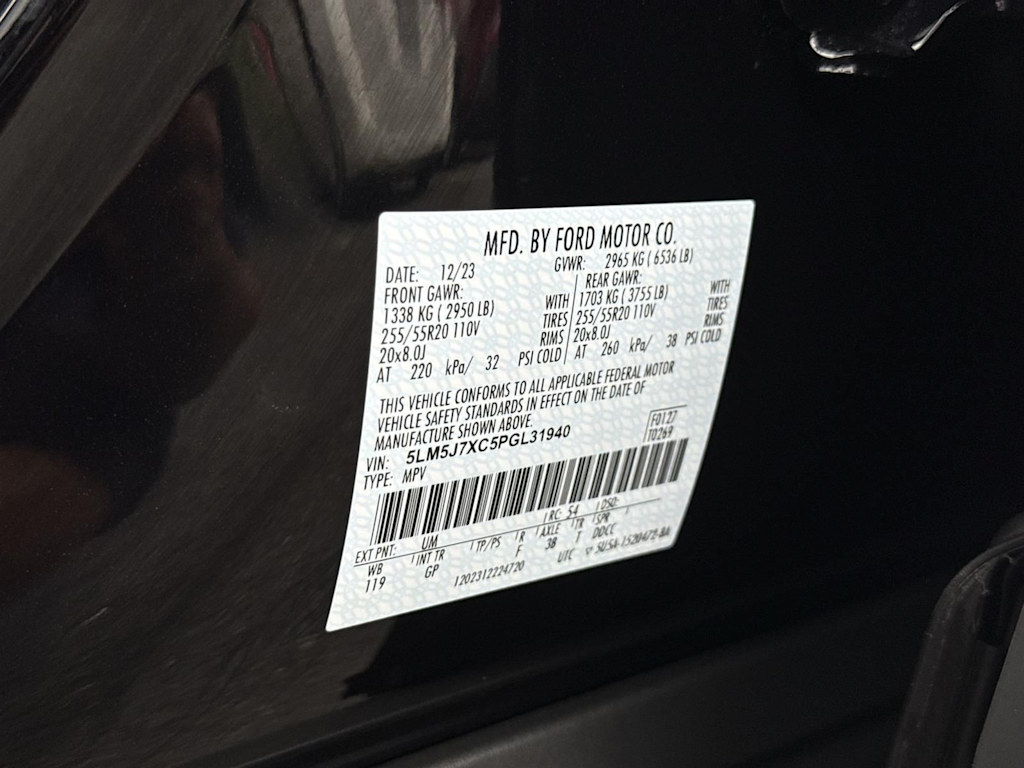 MFD. BY FORD MOTOR CO.
DATE: 12/23 GVWR: 2965 KG ( 6536 LB)
FRONT GAWR: REAR GAWR:
1338 KG ( 2950 LB) WITH 1703 KG ( 3755 LB) WITH
255/55R20 110V TIRES 255/55R20 110V TIRES
20x8.0J RIMS 20x8.0J RIMS
AT 220 kPa/ 32 PSI COLD AT 260 kPa/ 38 PSI COLD
THIS VEHICLE CONFORMS TO ALL APPLICABLE FEDERAL MOTOR
VEHICLE SAFETY STANDARDS IN EFFECT ON THE DATE OF
MANUFACTURE SHOWN ABOVE.
VIN: 5LM5J7XC5PGL31940 F0127
TYPE: MPV T0269
EXT PNT: UM RC: 54 DSO:
WB INT TR TP/PS R AXLE TR SPR
119 GP F 38 T DDCC
1202312224720 UTC